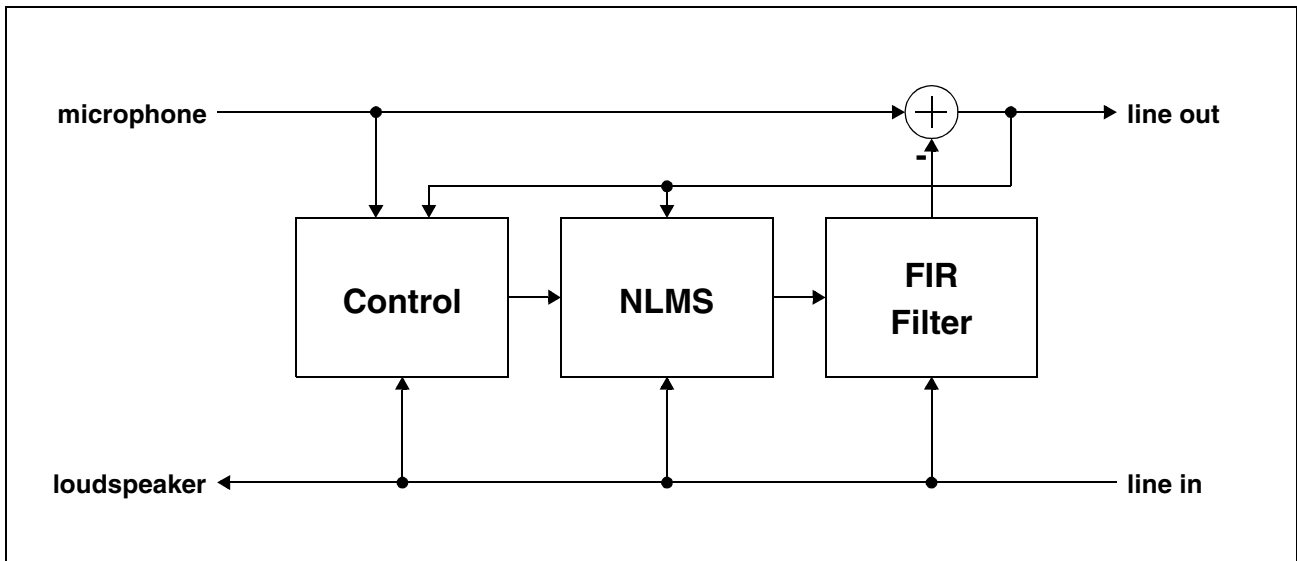 microphone
line out
-
Control
NLMS
FIR
Filter
loudspeaker
line in